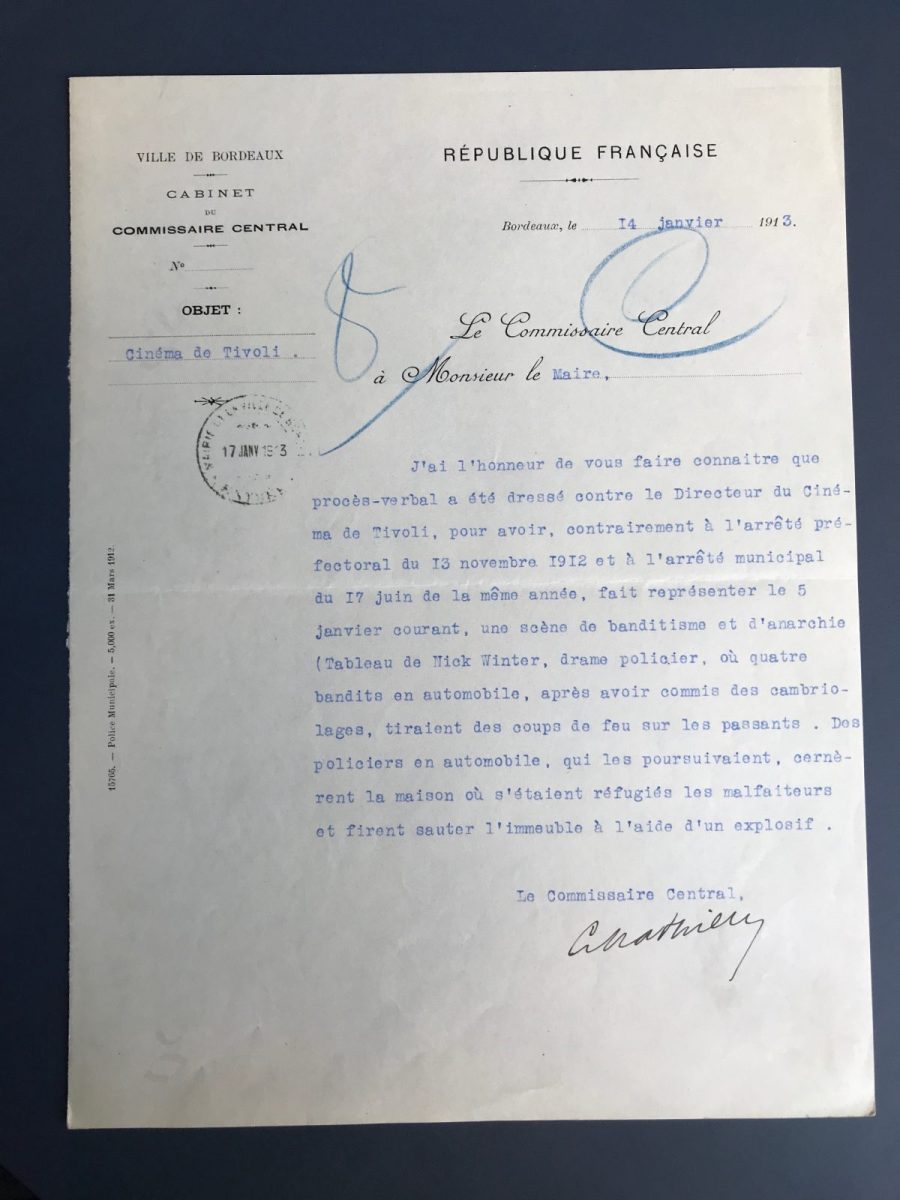 VILLE DE BORDEAUX
CABINET
DU
COMMISSAIRE CENTRAL
No
OBJET :
Cinéma de Tivoli .
RÉPUBLIQUE FRANÇAISE
Bordeaux, le 14 janvier 1913.
Le Commissaire Central
à Monsieur le Maire,
17 JANV 1913
J'ai l'honneur de vous faire connaitre que
procès-verbal a été dressé contre le Directeur du Ciné-
ma de Tivoli, pour avoir, contrairement à l'arrêté pré-
fectoral du I3 novembre I9I2 et à l'arrêté municipal
du I7 juin de la même année, fait représenter le 5
janvier courant, une scène de banditisme et d'anarchie
(Tableau de Nick Winter, drame policier, où quatre
bandits en automobile, après avoir commis des cambrio-
lages, tiraient des coups de feu sur les passants . Des
policiers en automobile, qui les poursuivaient, cernè-
rent la maison où s'étaient réfugiés les malfaiteurs
et firent sauter l'immeuble à l'aide d'un explosif .
Le Commissaire Central,
15765. — Police Municipale. — 5,000 ex. — 31 Mars 1912.